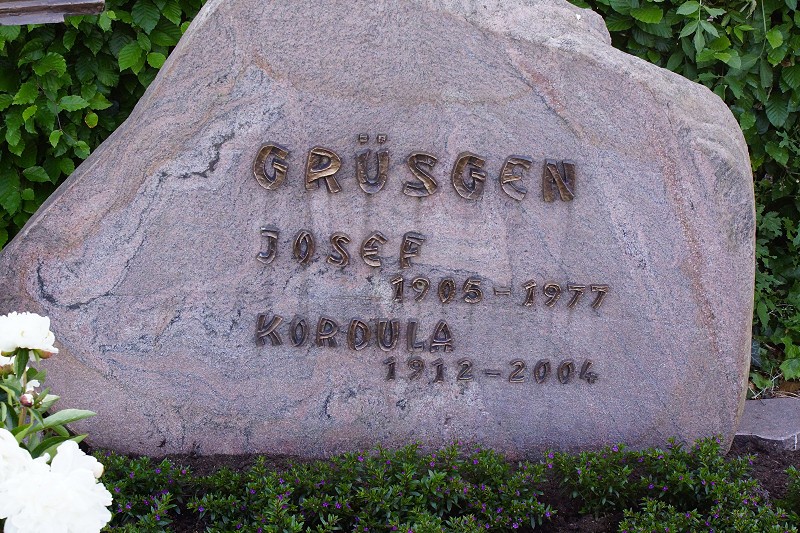 GRÜSGEN
JOSEF
1905-1977
KORDULA
1912-2004